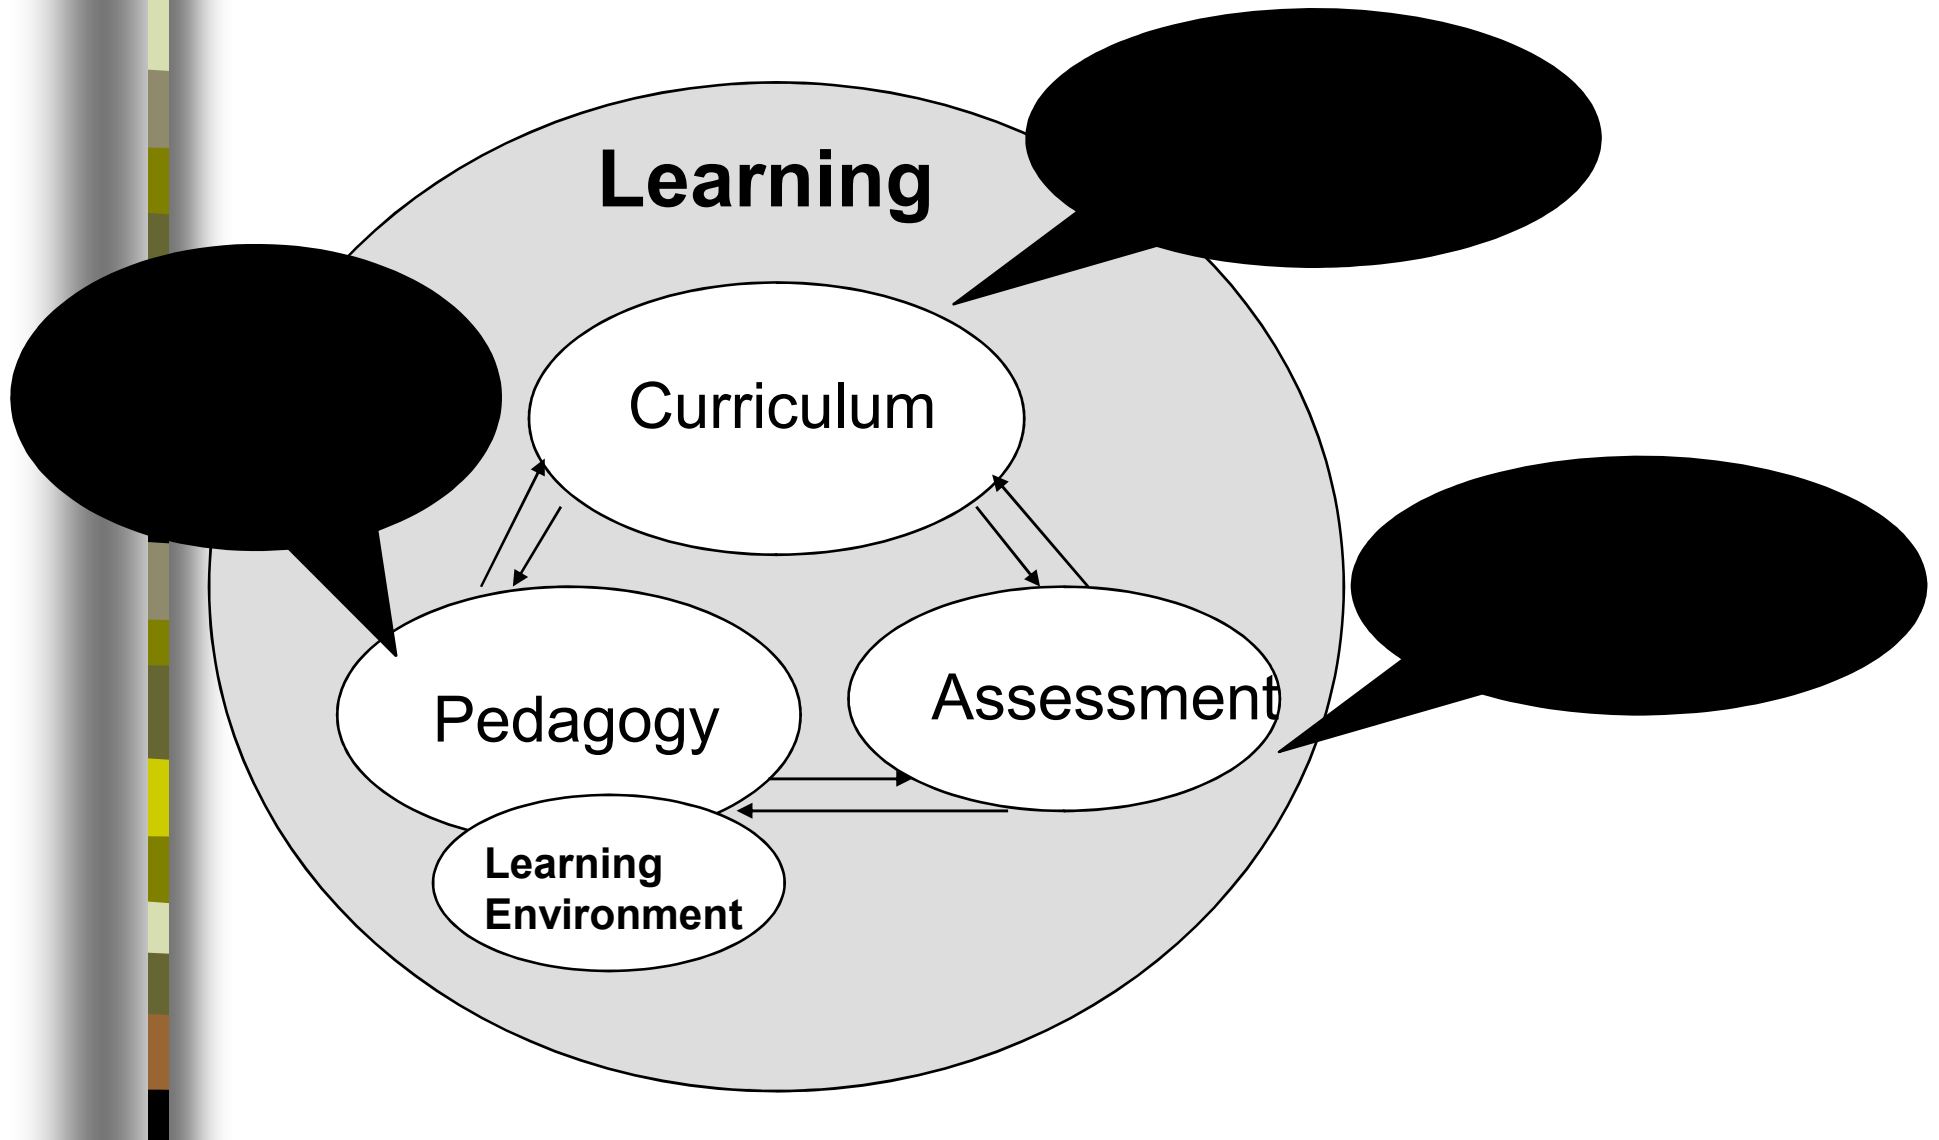 Learning
Curriculum
Pedagogy
Assessment
Learning
Environment